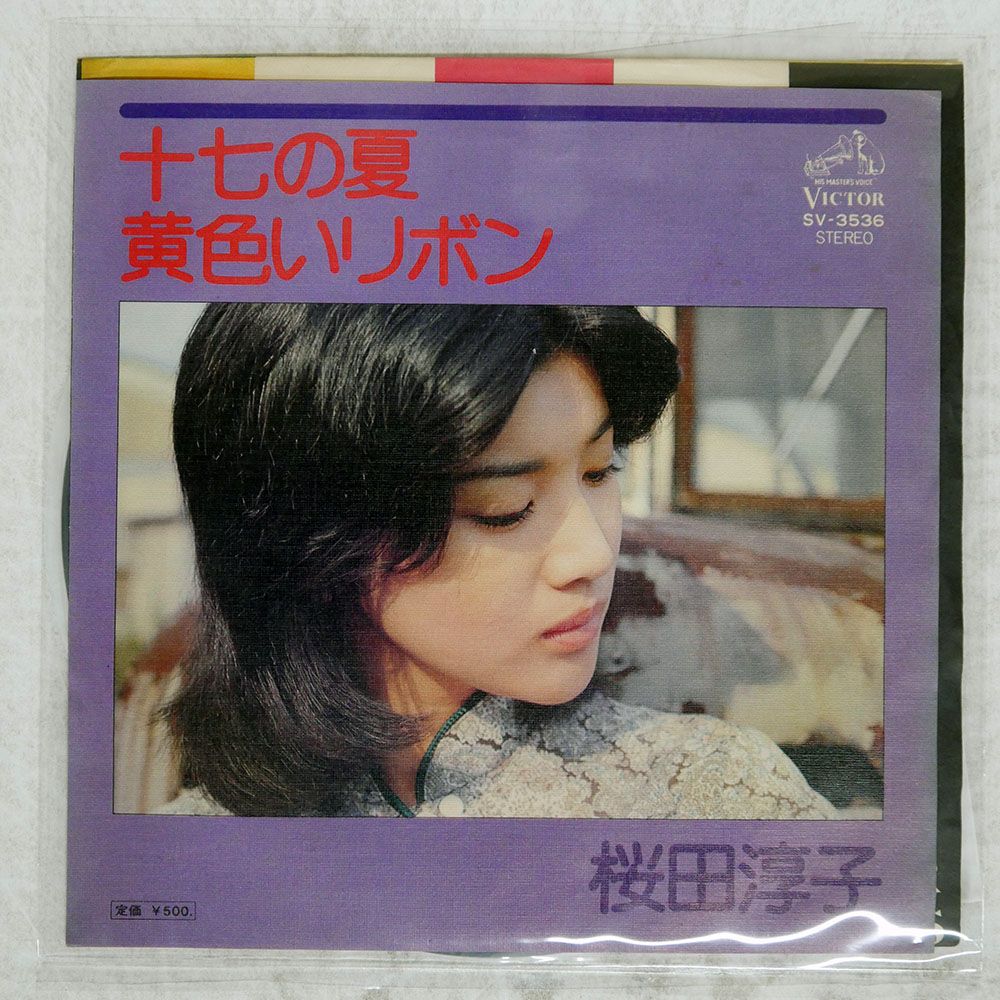 十七の夏
黄色いリボン
HIS MASTER'S VOICE
VICTOR
SV-3536
STEREO
桜田淳子
定価 ¥500.